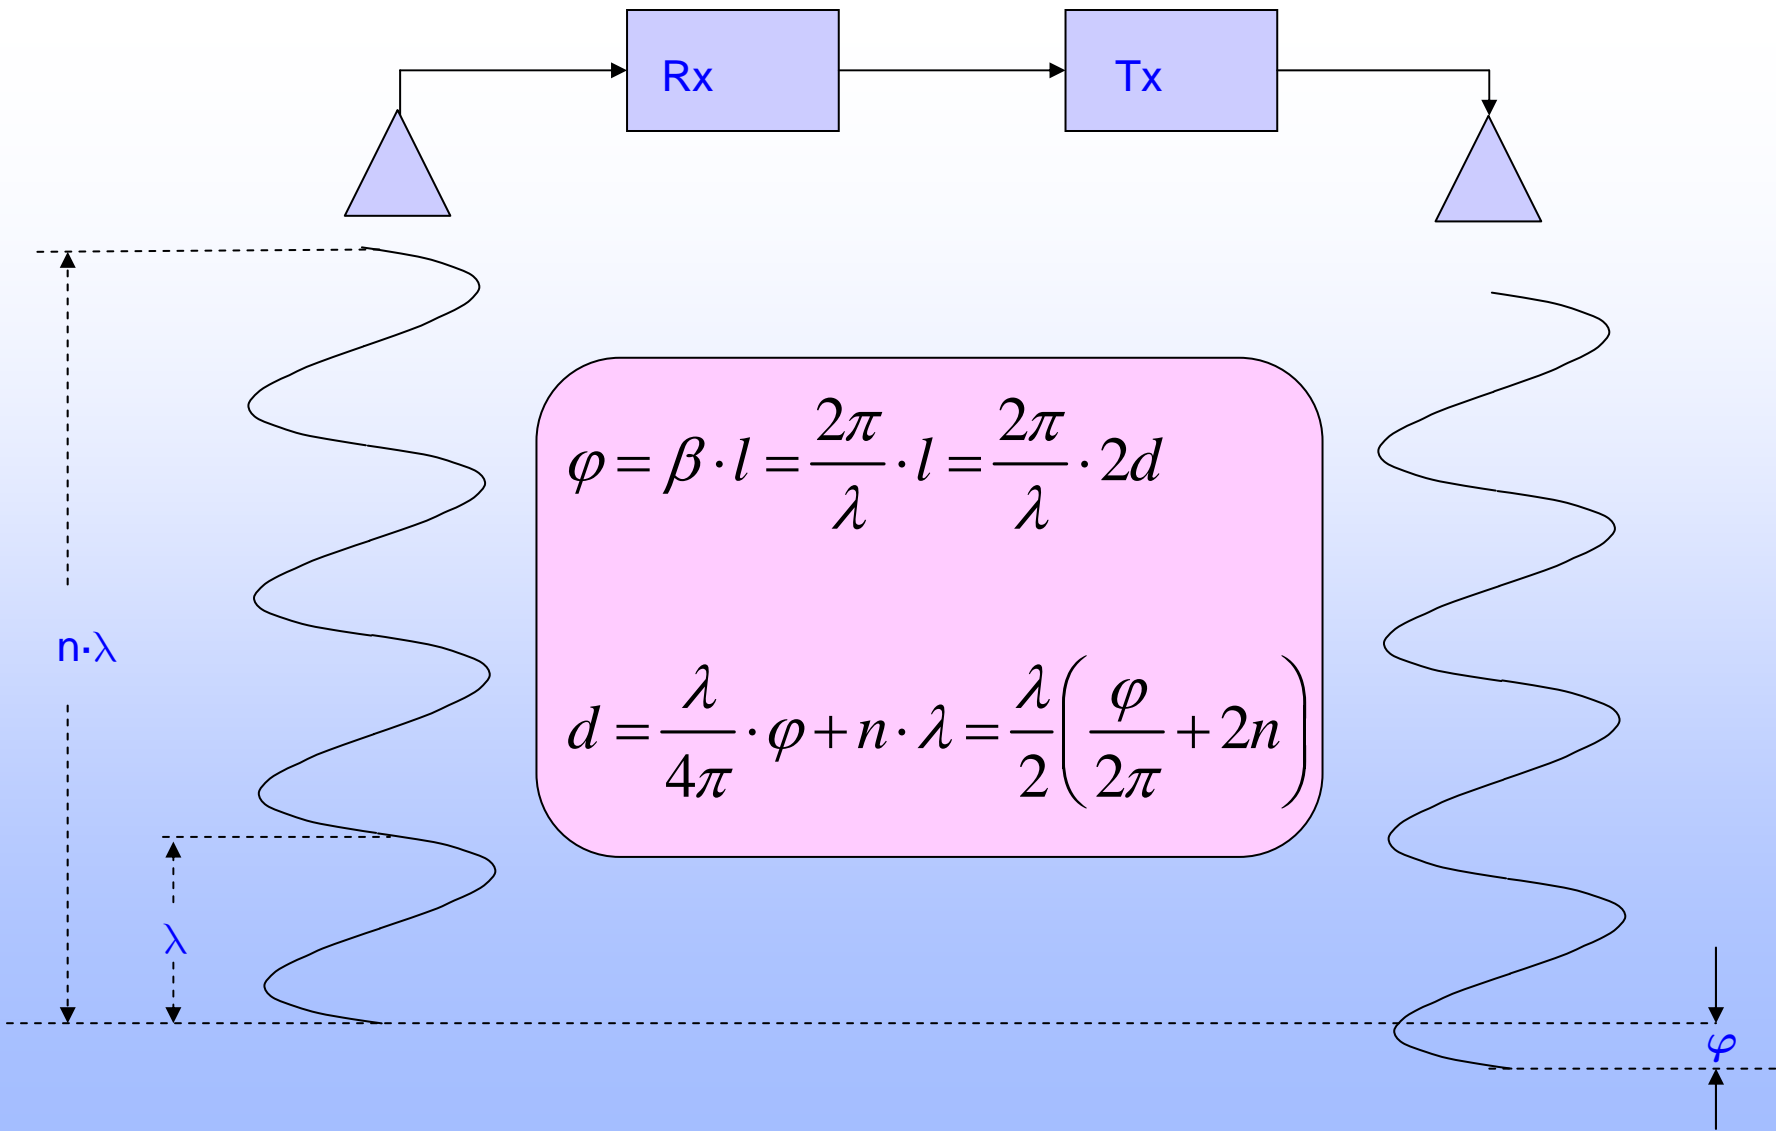 Rx
Tx
φ = β · l = 2π/λ · l = 2π/λ · 2d
n·λ
d = λ/4π · φ + n · λ = λ/2 (φ/2π + 2n)
λ
φ